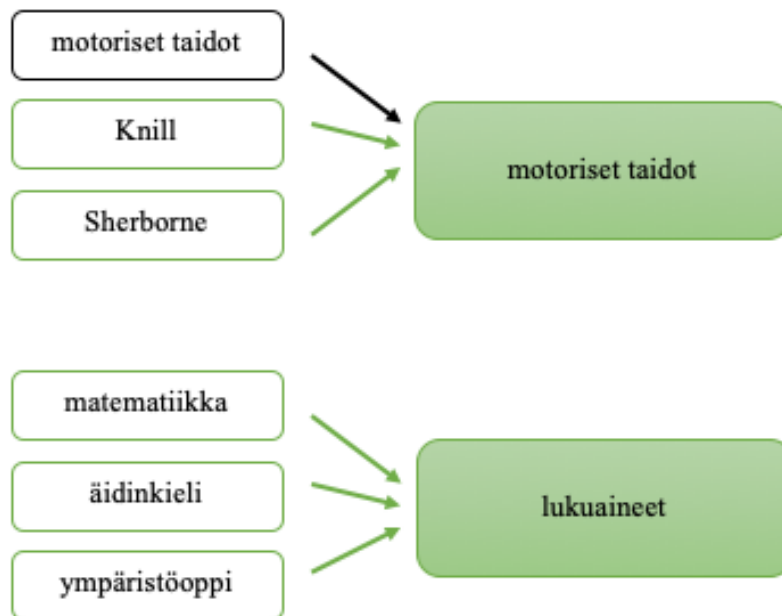 motoriset taidot
Knill
Sherborne
motoriset taidot
matematiikka
äidinkieli
ympäristöoppi
lukuaineet